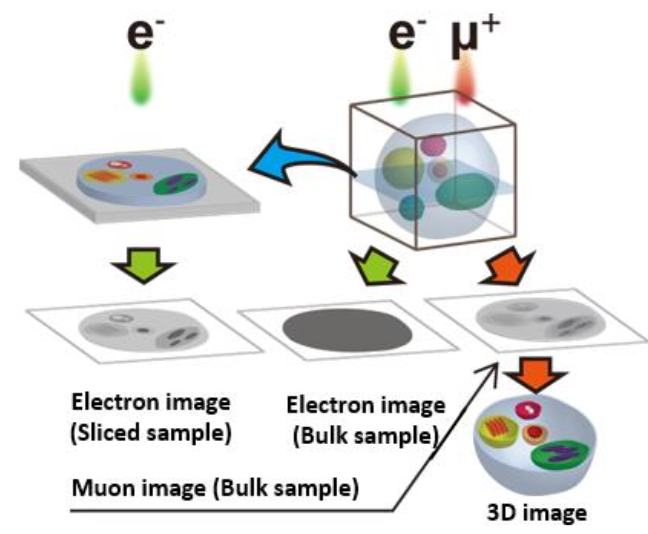 e-
e- μ+
Electron image
(Sliced sample)
Electron image
(Bulk sample)
Muon image (Bulk sample)
3D image